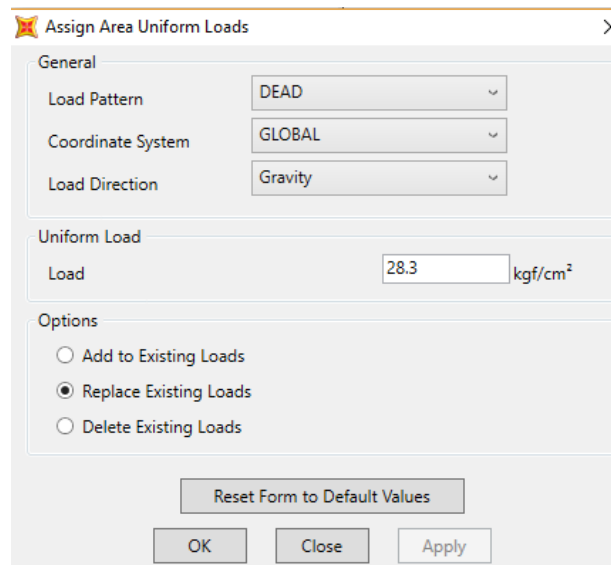 Assign Area Uniform Loads
General
Load Pattern DEAD
Coordinate System GLOBAL
Load Direction Gravity
Uniform Load
Load 28.3 kgf/cm²
Options
Add to Existing Loads
Replace Existing Loads
Delete Existing Loads
Reset Form to Default Values
OK Close Apply